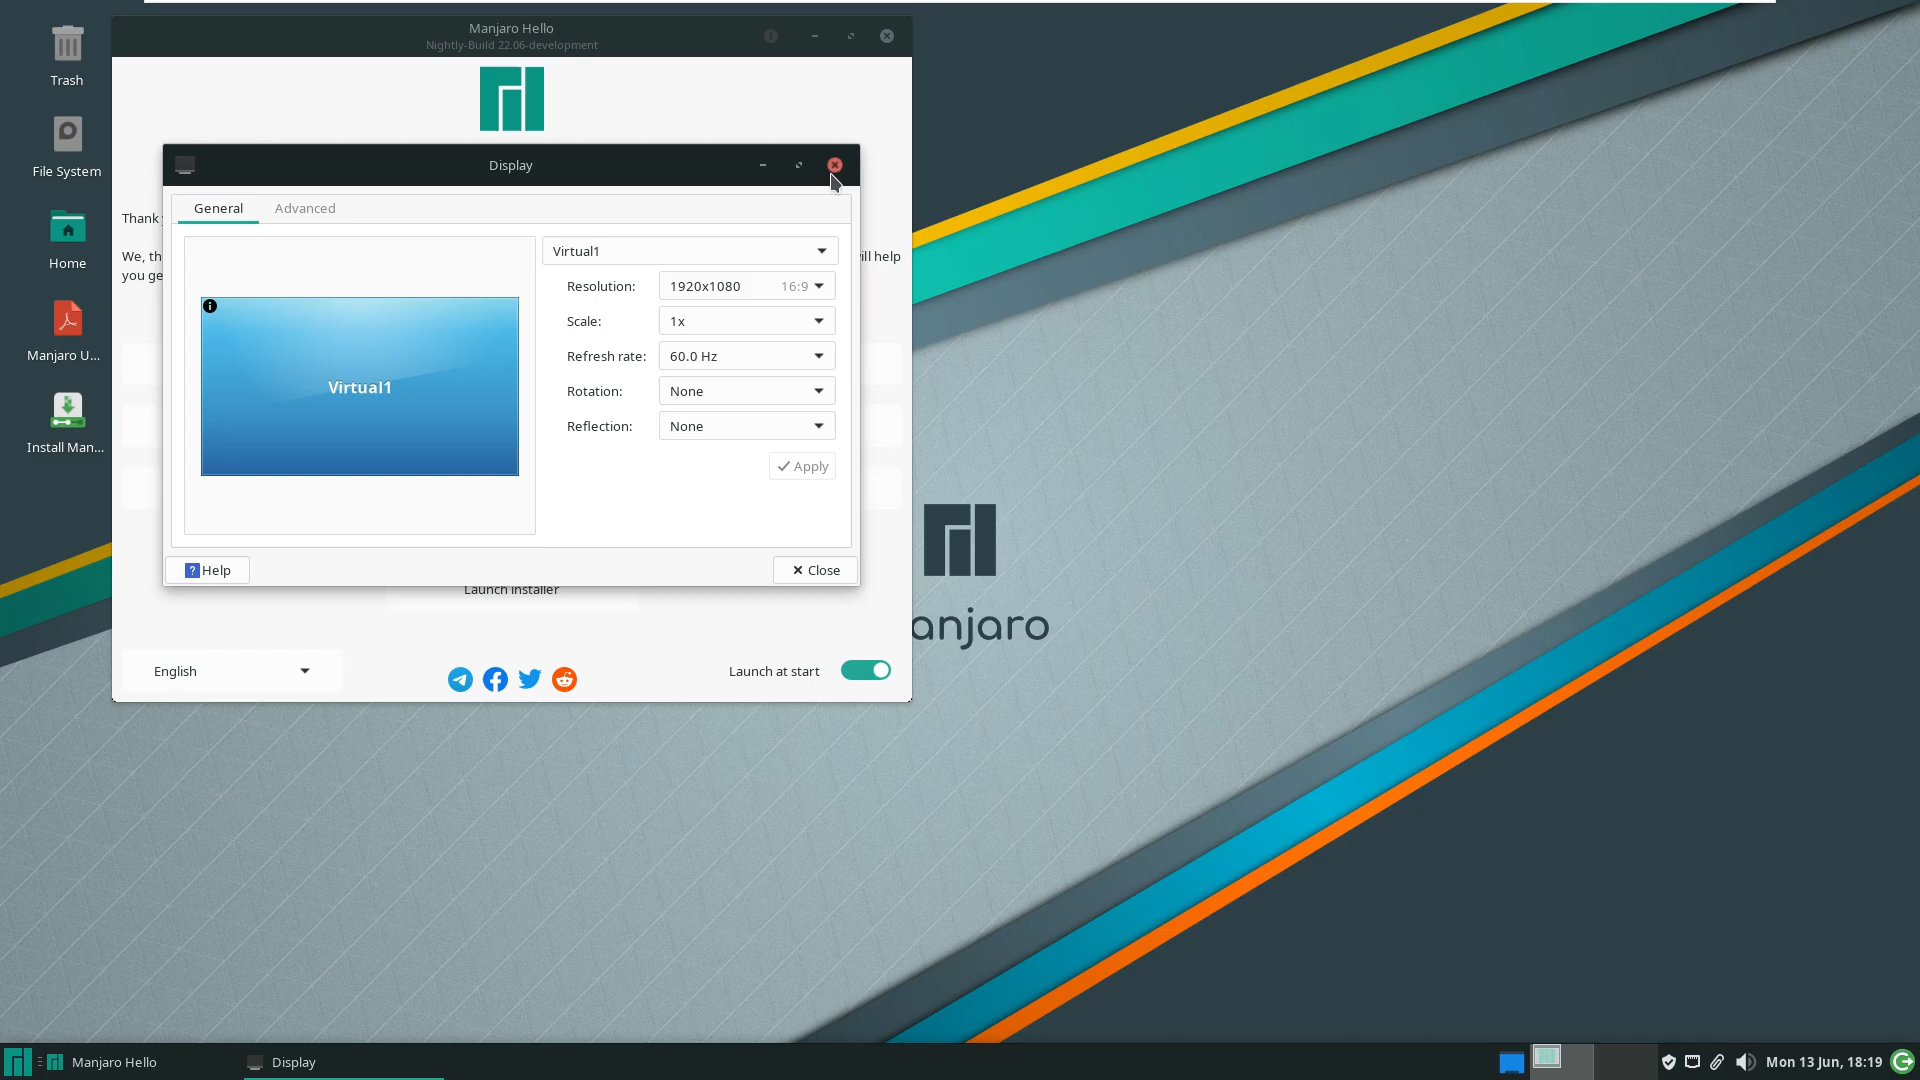 Trash
File System
Home
Manjaro U...
Install Man...
Manjaro Hello
Nightly-Build 22.06-development
Thank
We, th
you ge
ill help
Display
General
Advanced
Virtual1
Virtual1
Resolution: 1920x1080 16:9
Scale: 1x
Refresh rate: 60.0 Hz
Rotation: None
Reflection: None
Apply
? Help
Close
Launch installer
English
Launch at start
anjaro
Manjaro Hello
Display
Mon 13 Jun, 18:19